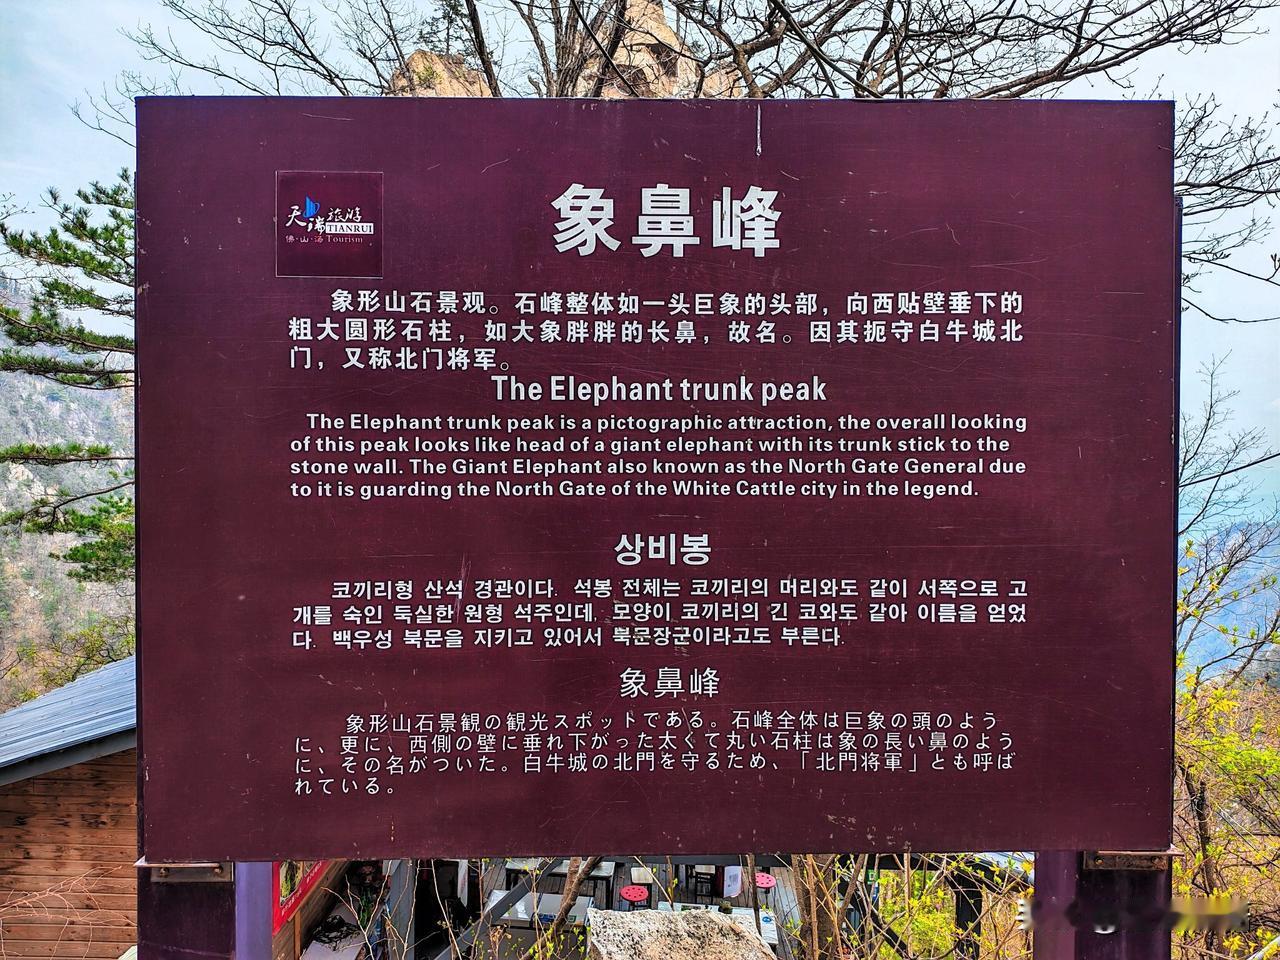 天瑞旅游
TIANRUI
佛·山·汤 Tourism
象鼻峰
象形山石景观。石峰整体如一头巨象的头部，向西贴壁垂下的
粗大圆形石柱，如大象胖胖的长鼻，故名。因其扼守白牛城北
门，又称北门将军。
The Elephant trunk peak
The Elephant trunk peak is a pictographic attraction, the overall looking
of this peak looks like head of a giant elephant with its trunk stick to the
stone wall. The Giant Elephant also known as the North Gate General due
to it is guarding the North Gate of the White Cattle city in the legend.
상비봉
코끼리형 산석 경관이다. 석봉 전체는 코끼리의 머리와도 같이 서쪽으로 고
개를 숙인 둑실한 원형 석주인데, 모양이 코끼리의 긴 코와도 같아 이름을 얻었
다. 백우성 북문을 지키고 있어서 북문장군이라고도 부른다.
象鼻峰
象形山石景観の観光スポットである。石峰全体は巨象の頭のよう
に、更に、西側の壁に垂れ下がった太くて丸い石柱は象の長い鼻のよう
に、その名がついた。白牛城の北門を守るため、「北門将軍」とも呼ば
れている。